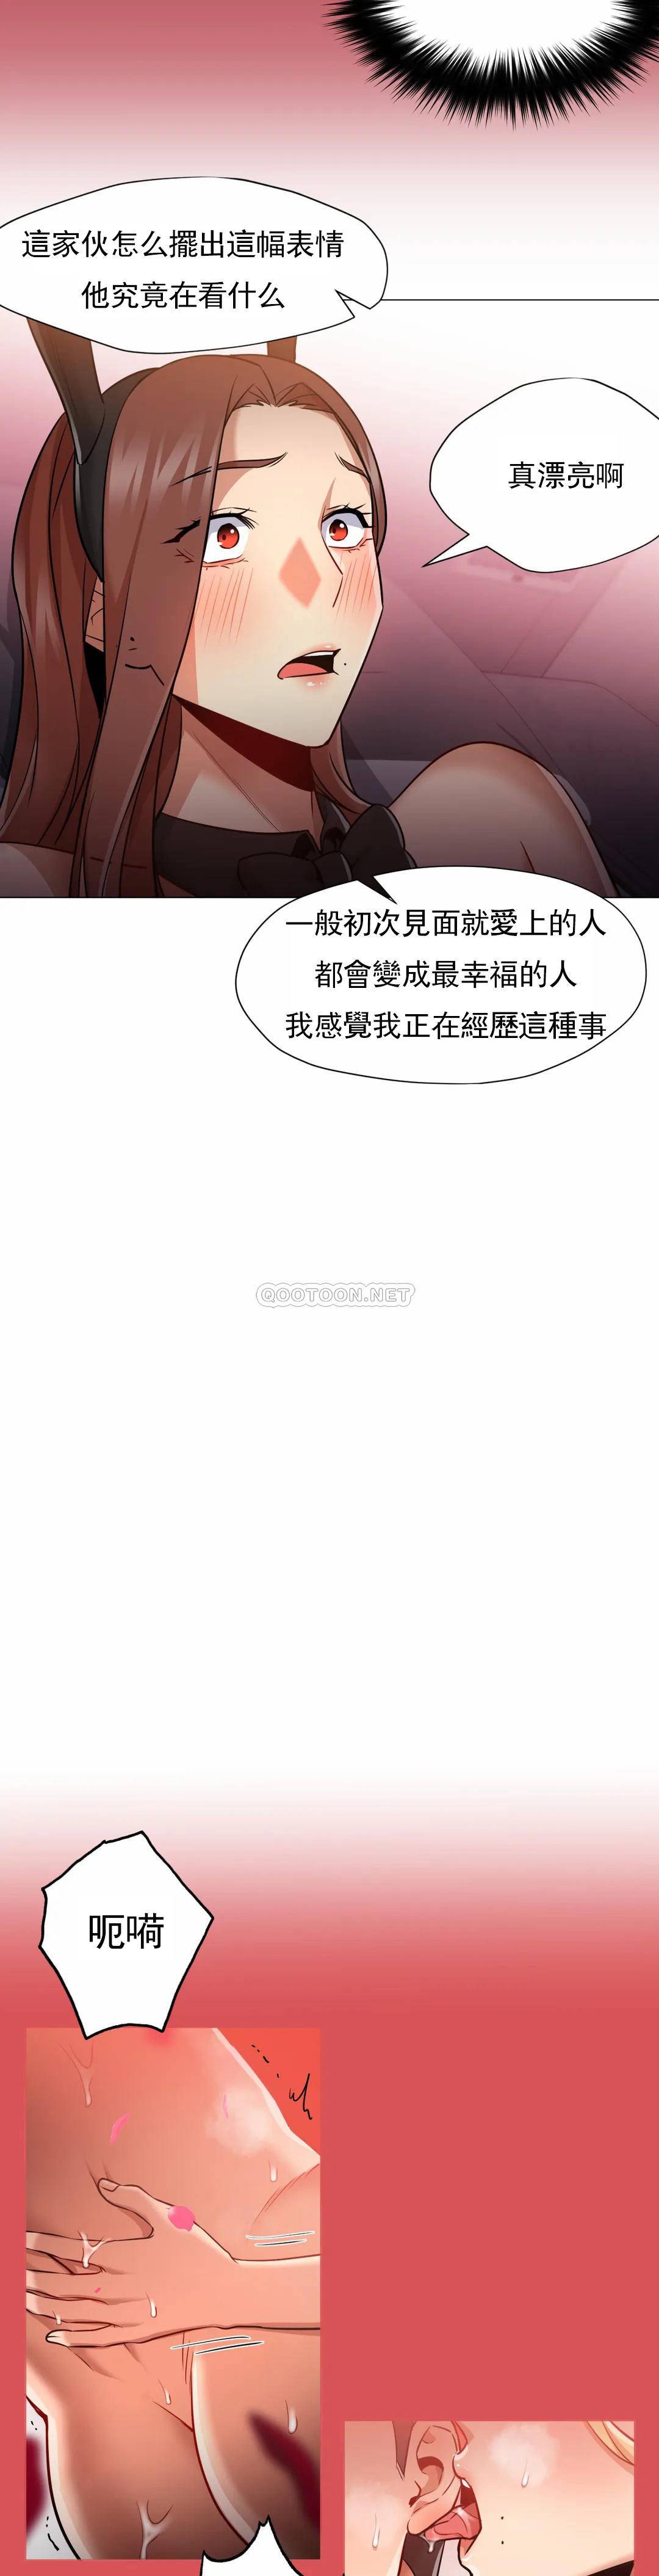 這家伙怎么擺出這幅表情
他究竟在看什么
真漂亮啊
一般初次見面就愛上的人
都會變成最幸福的人
我感覺我正在經歷這種事
QOOTOON.NET
呃嗬